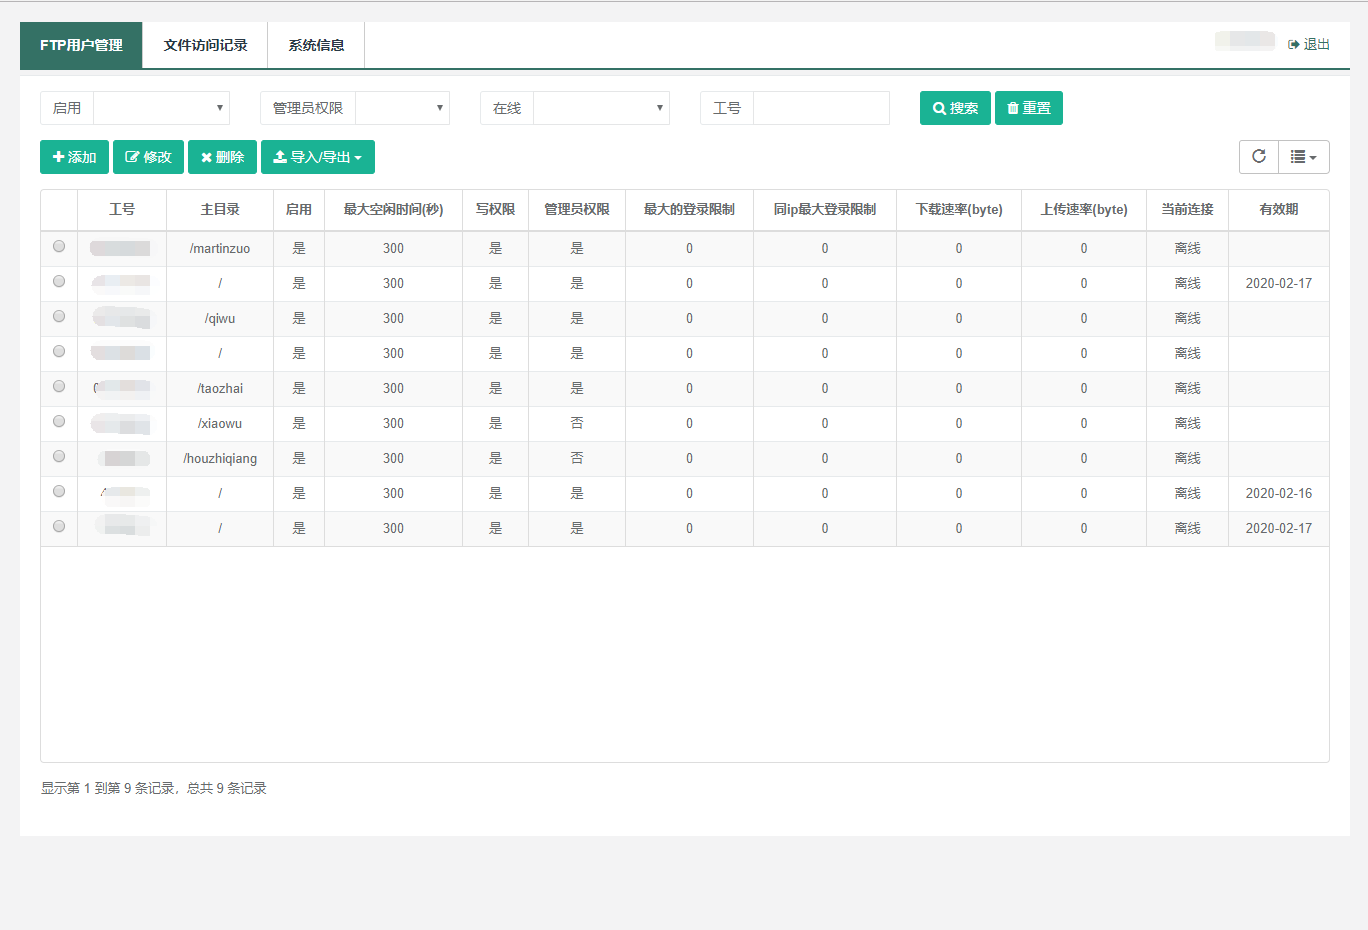 FTP用户管理 文件访问记录 系统信息 退出
启用 管理员权限 在线 工号 搜索 重置
添加 修改 删除 导入/导出
工号 主目录 启用 最大空闲时间(秒) 写权限 管理员权限 最大的登录限制 同ip最大登录限制 下载速率(byte) 上传速率(byte) 当前连接 有效期
/martinzuo 是 300 是 是 0 0 0 0 离线
/ 是 300 是 是 0 0 0 0 离线 2020-02-17
/qiwu 是 300 是 是 0 0 0 0 离线
/ 是 300 是 是 0 0 0 0 离线
/taozhai 是 300 是 是 0 0 0 0 离线
/xiaowu 是 300 是 否 0 0 0 0 离线
/houzhiqiang 是 300 是 否 0 0 0 0 离线
/ 是 300 是 是 0 0 0 0 离线 2020-02-16
/ 是 300 是 是 0 0 0 0 离线 2020-02-17
显示第 1 到第 9 条记录，总共 9 条记录